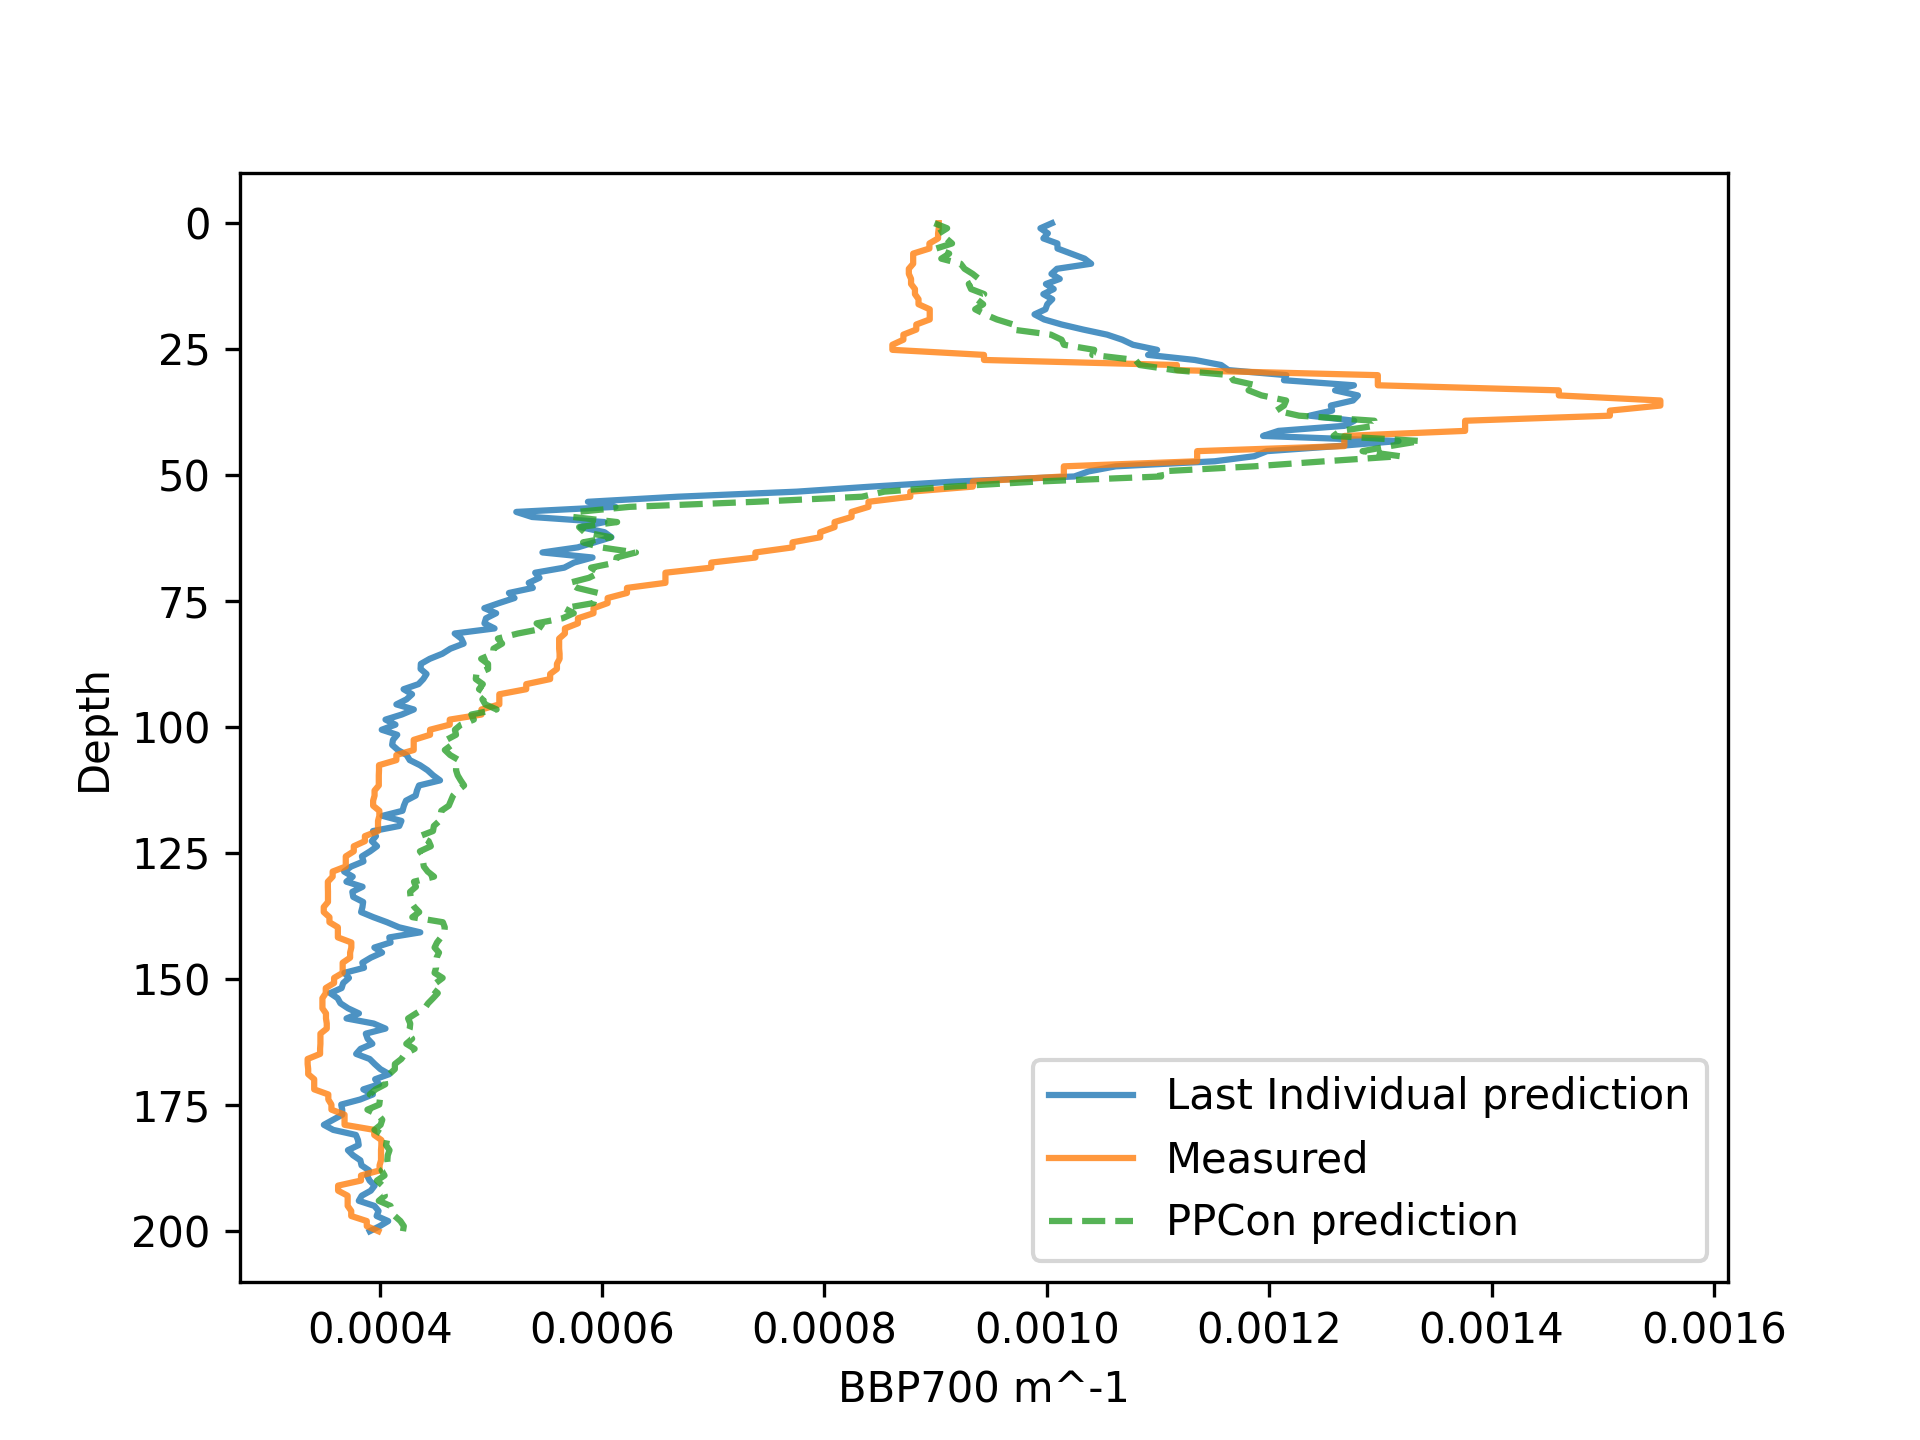 0
25
50
75
100
125
150
175
200
Depth
0.0004 0.0006 0.0008 0.0010 0.0012 0.0014 0.0016
BBP700 m^-1
Last Individual prediction
Measured
PPCon prediction